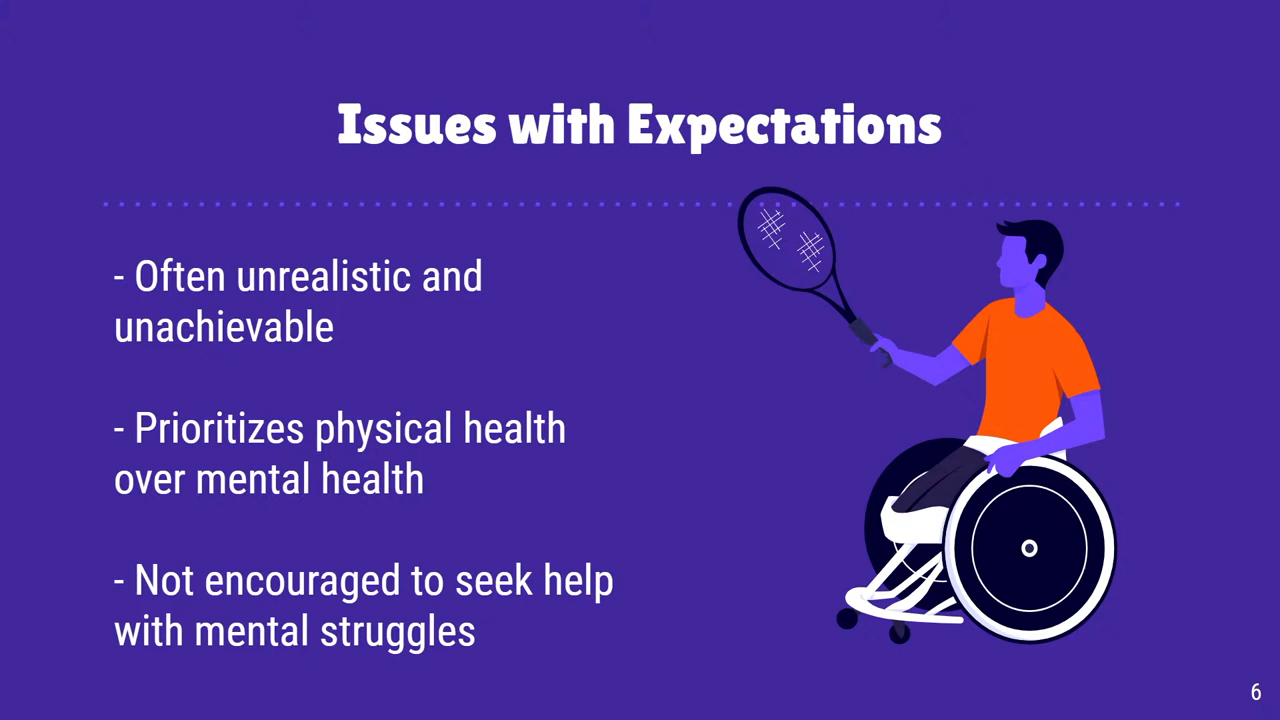 Issues with Expectations
- Often unrealistic and
unachievable
- Prioritizes physical health
over mental health
- Not encouraged to seek help
with mental struggles
6